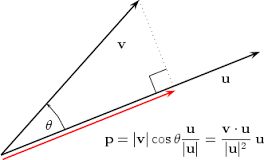 v
u
θ
p = |v| cos θ u/|u| = v · u/|u|² u